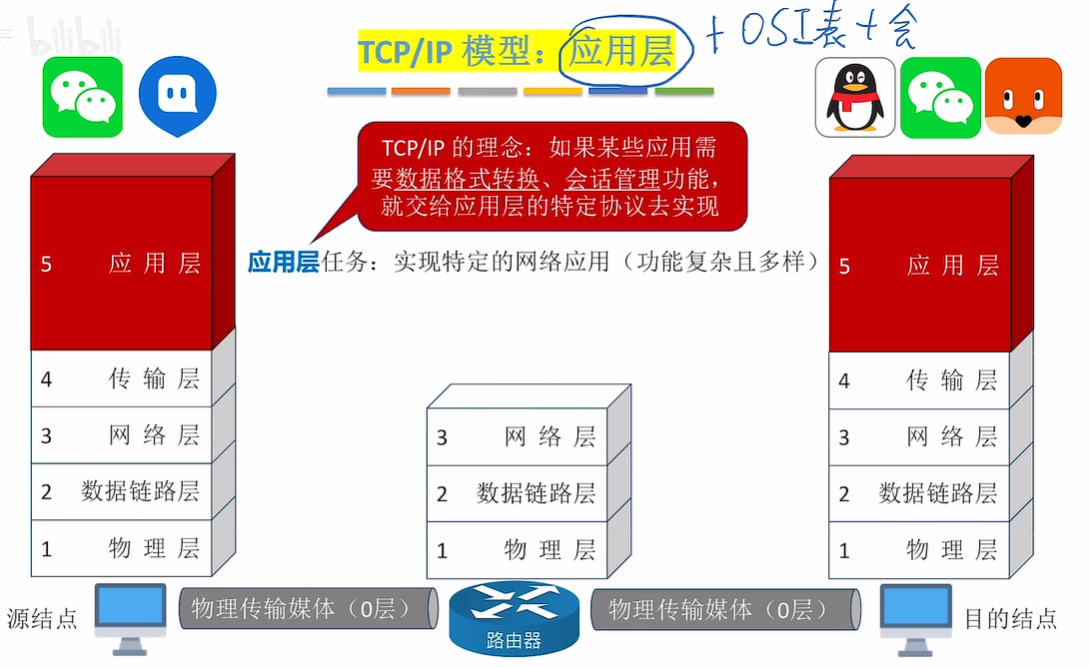 bilibili
TCP/IP 模型：应用层
+ OSI表+会
TCP/IP 的理念：如果某些应用需
要数据格式转换、会话管理功能，
就交给应用层的特定协议去实现
应用层任务：实现特定的网络应用（功能复杂且多样）
5 应用层
4 传输层
3 网络层
2 数据链路层
1 物理层
3 网络层
2 数据链路层
1 物理层
5 应用层
4 传输层
3 网络层
2 数据链路层
1 物理层
源结点
物理传输媒体（0层）
路由器
物理传输媒体（0层）
目的结点